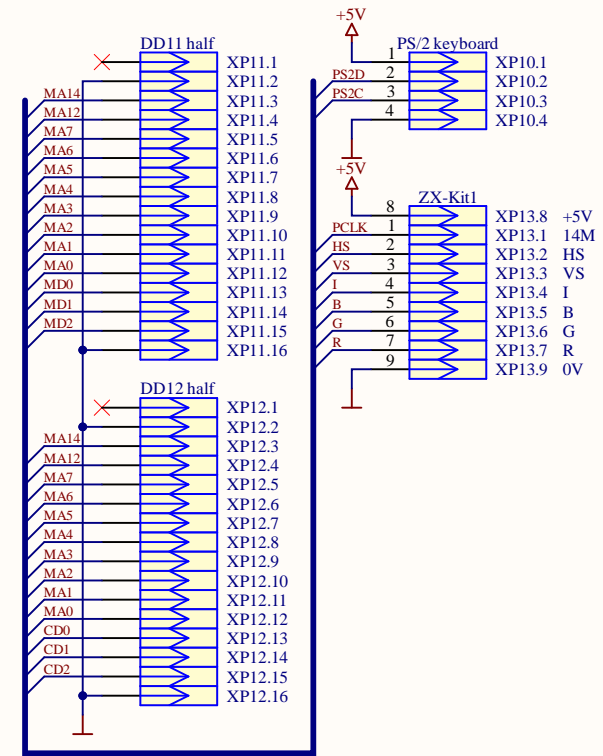 DD11 half
XP11.1
XP11.2
MA14 XP11.3
MA12 XP11.4
MA7 XP11.5
MA6 XP11.6
MA5 XP11.7
MA4 XP11.8
MA3 XP11.9
MA2 XP11.10
MA1 XP11.11
MA0 XP11.12
MD0 XP11.13
MD1 XP11.14
MD2 XP11.15
XP11.16
DD12 half
XP12.1
XP12.2
MA14 XP12.3
MA12 XP12.4
MA7 XP12.5
MA6 XP12.6
MA5 XP12.7
MA4 XP12.8
MA3 XP12.9
MA2 XP12.10
MA1 XP12.11
MA0 XP12.12
CD0 XP12.13
CD1 XP12.14
CD2 XP12.15
XP12.16
+5V
PS/2 keyboard
1 XP10.1
PS2D 2 XP10.2
PS2C 3 XP10.3
4 XP10.4
+5V
ZX-Kit1
8 XP13.8 +5V
PCLK 1 XP13.1 14M
HS 2 XP13.2 HS
VS 3 XP13.3 VS
I 4 XP13.4 I
B 5 XP13.5 B
G 6 XP13.6 G
R 7 XP13.7 R
9 XP13.9 0V